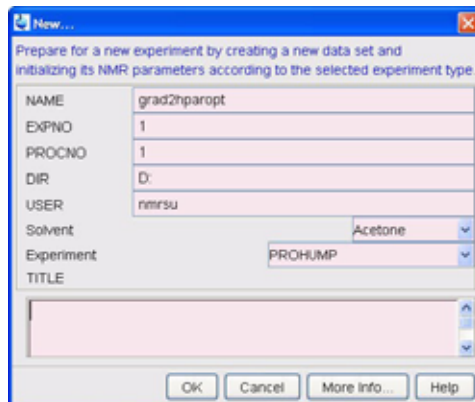 New...
Prepare for a new experiment by creating a new data set and
initializing its NMR parameters according to the selected experiment type
NAME grad2hparopt
EXPNO 1
PROCNO 1
DIR D:
USER nmrsu
Solvent Acetone
Experiment PROHUMP
TITLE
OK Cancel More Info... Help